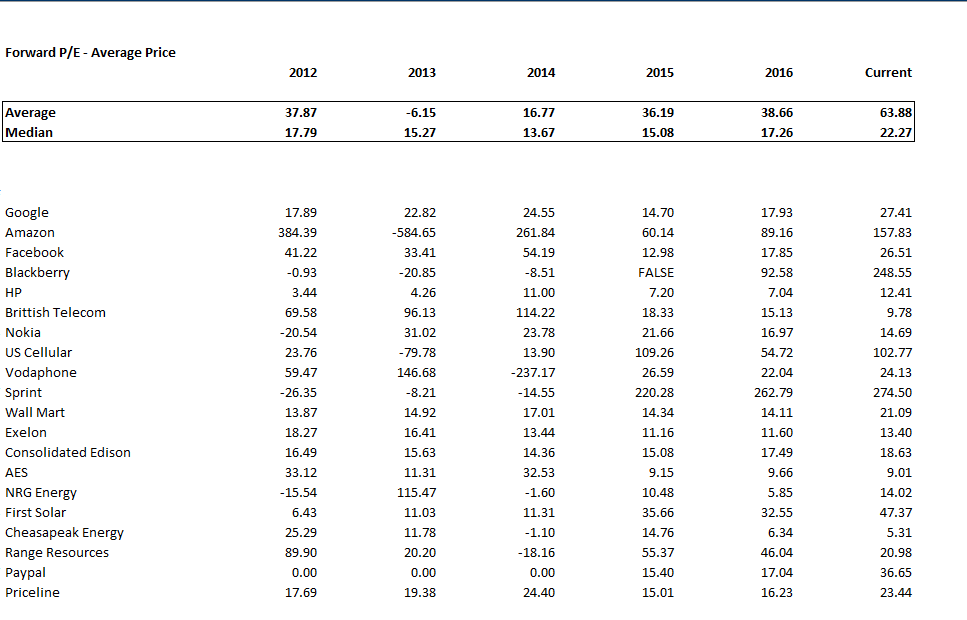 Forward P/E - Average Price
2012 2013 2014 2015 2016 Current
Average 37.87 -6.15 16.77 36.19 38.66 63.88
Median 17.79 15.27 13.67 15.08 17.26 22.27
Google 17.89 22.82 24.55 14.70 17.93 27.41
Amazon 384.39 -584.65 261.84 60.14 89.16 157.83
Facebook 41.22 33.41 54.19 12.98 17.85 26.51
Blackberry -0.93 -20.85 -8.51 FALSE 92.58 248.55
HP 3.44 4.26 11.00 7.20 7.04 12.41
Brittish Telecom 69.58 96.13 114.22 18.33 15.13 9.78
Nokia -20.54 31.02 23.78 21.66 16.97 14.69
US Cellular 23.76 -79.78 13.90 109.26 54.72 102.77
Vodaphone 59.47 146.68 -237.17 26.59 22.04 24.13
Sprint -26.35 -8.21 -14.55 220.28 262.79 274.50
Wall Mart 13.87 14.92 17.01 14.34 14.11 21.09
Exelon 18.27 16.41 13.44 11.16 11.60 13.40
Consolidated Edison 16.49 15.63 14.36 15.08 17.49 18.63
AES 33.12 11.31 32.53 9.15 9.66 9.01
NRG Energy -15.54 115.47 -1.60 10.48 5.85 14.02
First Solar 6.43 11.03 11.31 35.66 32.55 47.37
Cheasapeak Energy 25.29 11.78 -1.10 14.76 6.34 5.31
Range Resources 89.90 20.20 -18.16 55.37 46.04 20.98
Paypal 0.00 0.00 0.00 15.40 17.04 36.65
Priceline 17.69 19.38 24.40 15.01 16.23 23.44